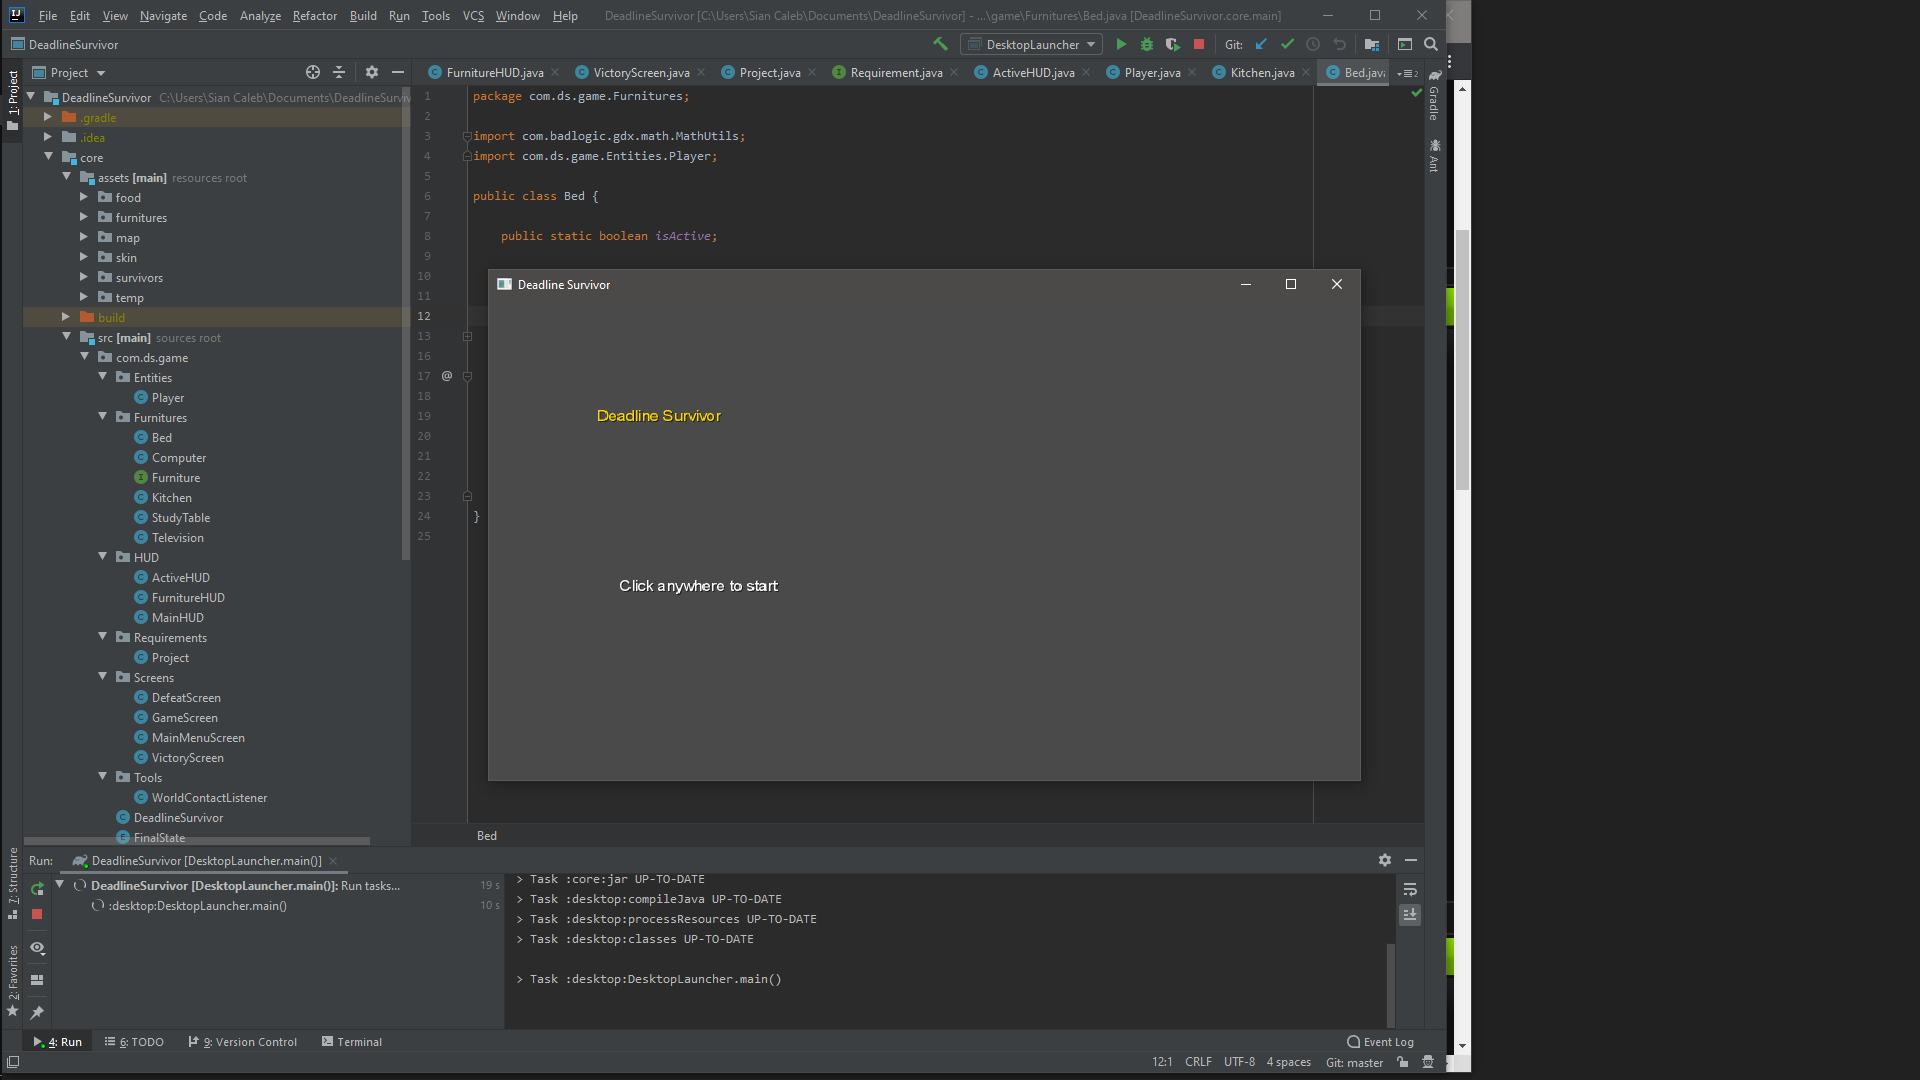 File Edit View Navigate Code Analyze Refactor Build Run Tools VCS Window Help DeadlineSurvivor [C:\Users\Sian Caleb\Documents\DeadlineSurvivor] - ...\game\Furnitures\Bed.java [DeadlineSurvivor.core.main]
DeadlineSurvivor
DesktopLauncher
Git:
Project
FurnitureHUD.java
VictoryScreen.java
Project.java
Requirement.java
ActiveHUD.java
Player.java
Kitchen.java
Bed.java
1: Project
7: Structure
2: Favorites
Gradle
Ant
DeadlineSurvivor C:\Users\Sian Caleb\Documents\DeadlineSurviv
.gradle
.idea
core
assets [main] resources root
food
furnitures
map
skin
survivors
temp
build
src [main] sources root
com.ds.game
Entities
Player
Furnitures
Bed
Computer
Furniture
Kitchen
StudyTable
Television
HUD
ActiveHUD
FurnitureHUD
MainHUD
Requirements
Project
Screens
DefeatScreen
GameScreen
MainMenuScreen
VictoryScreen
Tools
WorldContactListener
DeadlineSurvivor
FinalState
1 package com.ds.game.Furnitures;
2
3 import com.badlogic.gdx.math.MathUtils;
4 import com.ds.game.Entities.Player;
5
6 public class Bed {
7
8 public static boolean isActive;
9
10
11
12
13
16
17 @
18
19
20
21
22
23
24 }
25
Deadline Survivor
Deadline Survivor
Click anywhere to start
Bed
Run: DeadlineSurvivor [DesktopLauncher.main()]
DeadlineSurvivor [DesktopLauncher.main()]: Run tasks... 19 s
:desktop:DesktopLauncher.main() 10 s
> Task :core:jar UP-TO-DATE
> Task :desktop:compileJava UP-TO-DATE
> Task :desktop:processResources UP-TO-DATE
> Task :desktop:classes UP-TO-DATE
> Task :desktop:DesktopLauncher.main()
4: Run 6: TODO 9: Version Control Terminal Event Log
12:1 CRLF UTF-8 4 spaces Git: master